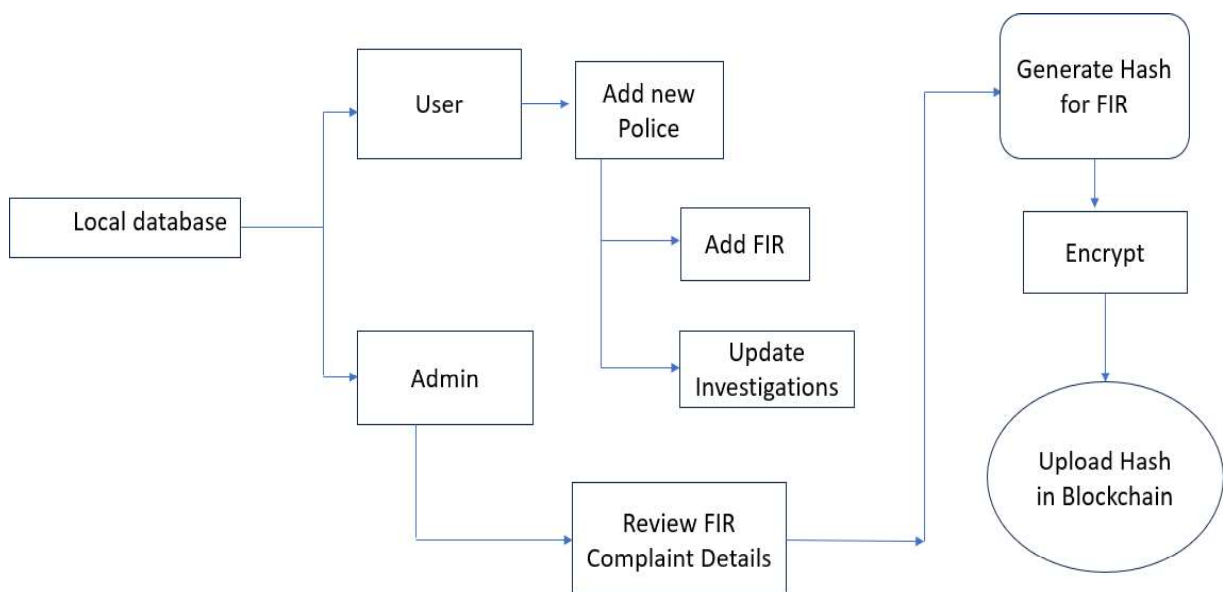 Local database
User
Add new
Police
Add FIR
Update
Investigations
Admin
Review FIR
Complaint Details
Generate Hash
for FIR
Encrypt
Upload Hash
in Blockchain